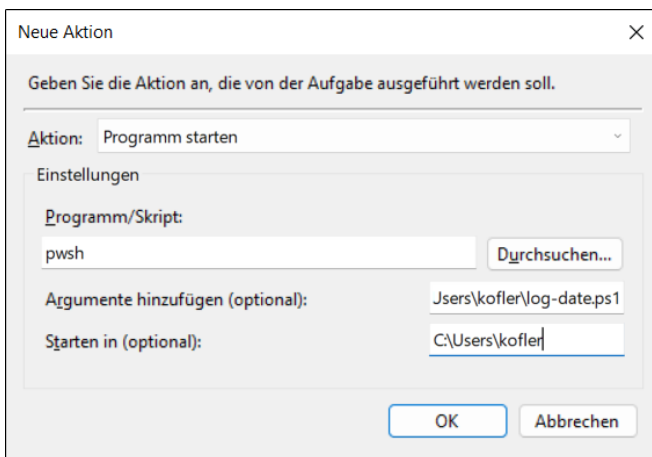 Neue Aktion
Geben Sie die Aktion an, die von der Aufgabe ausgeführt werden soll.
Aktion: Programm starten
Einstellungen
Programm/Skript:
pwsh Durchsuchen...
Argumente hinzufügen (optional): Jsers\kofler\log-date.ps1
Starten in (optional): C:\Users\kofler
OK Abbrechen